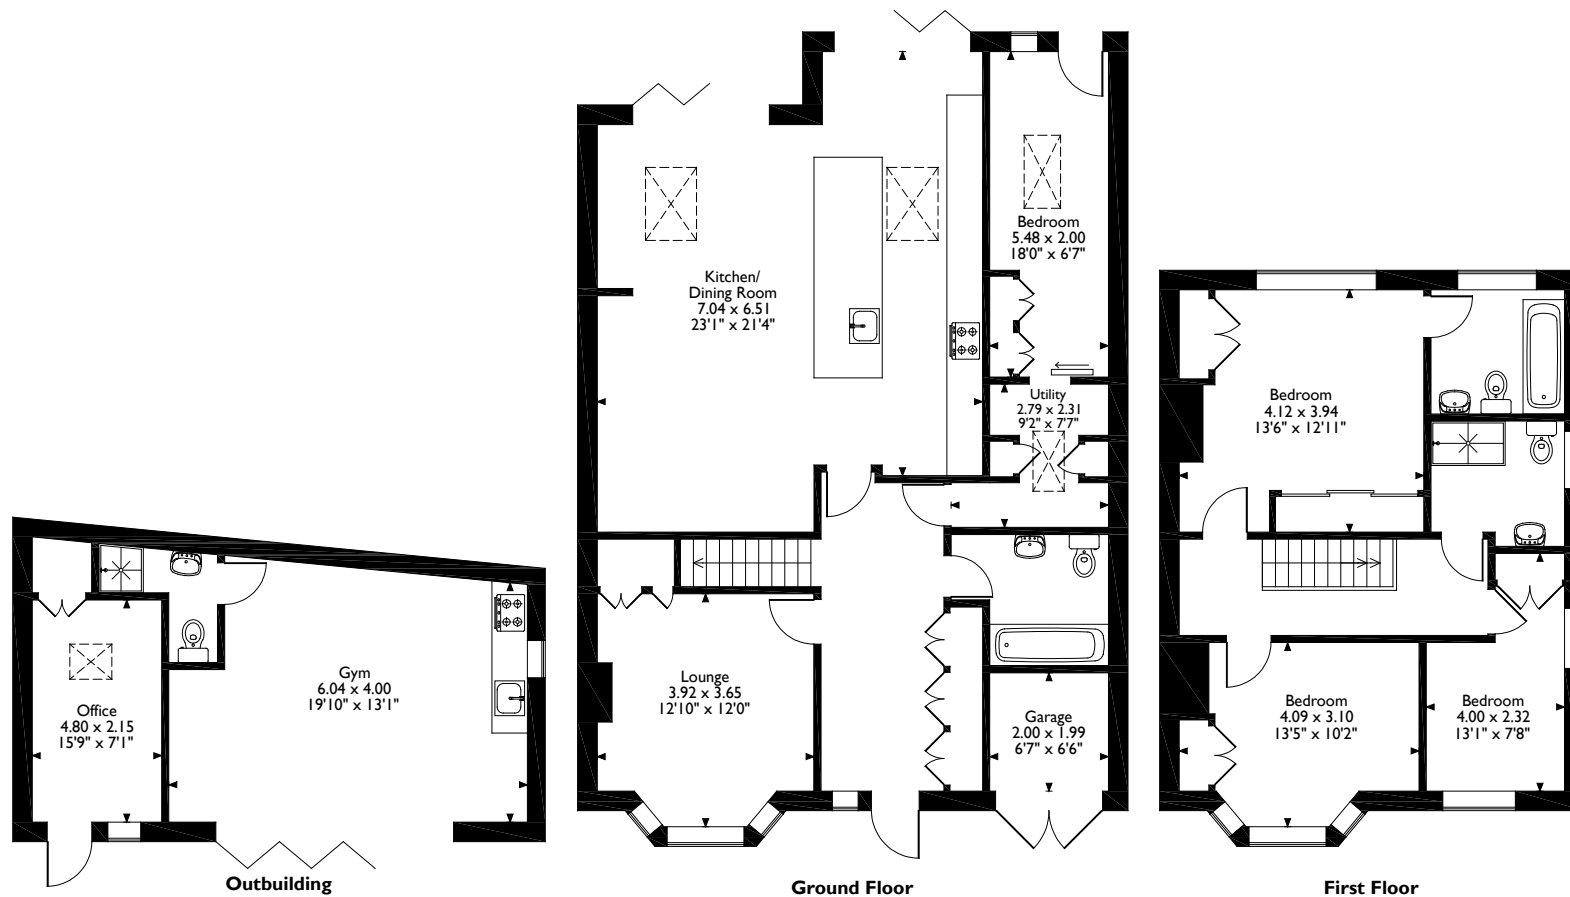 Kitchen/
Dining Room
7.04 x 6.51
23'1" x 21'4"
Bedroom
5.48 x 2.00
18'0" x 6'7"
Utility
2.79 x 2.31
9'2" x 7'7"
Bedroom
4.12 x 3.94
13'6" x 12'11"
Gym
6.04 x 4.00
19'10" x 13'1"
Office
4.80 x 2.15
15'9" x 7'1"
Lounge
3.92 x 3.65
12'10" x 12'0"
Garage
2.00 x 1.99
6'7" x 6'6"
Bedroom
4.09 x 3.10
13'5" x 10'2"
Bedroom
4.00 x 2.32
13'1" x 7'8"
Outbuilding
Ground Floor
First Floor